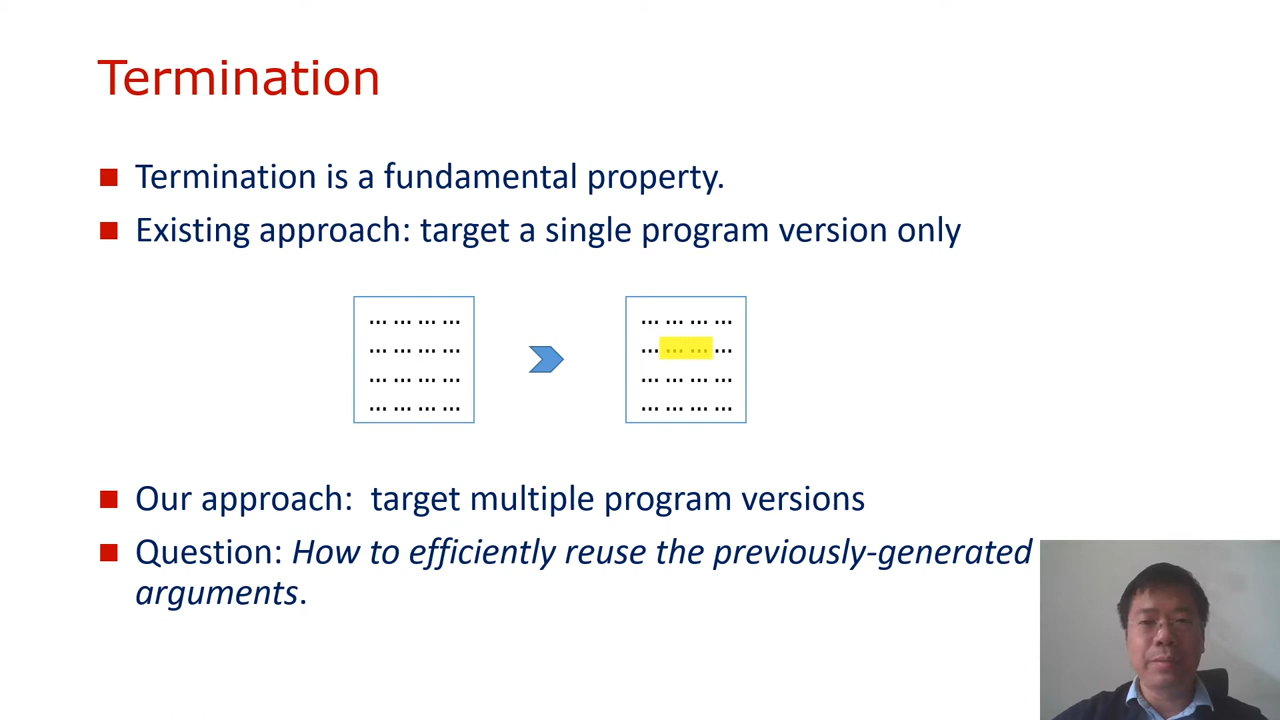 Termination
Termination is a fundamental property.
Existing approach: target a single program version only
... ... ... ... ... ... ... ...
... ... ... ... ... ... ... ...
... ... ... ... ... ... ... ...
... ... ... ... ... ... ... ...
Our approach: target multiple program versions
Question: How to efficiently reuse the previously-generated
arguments.